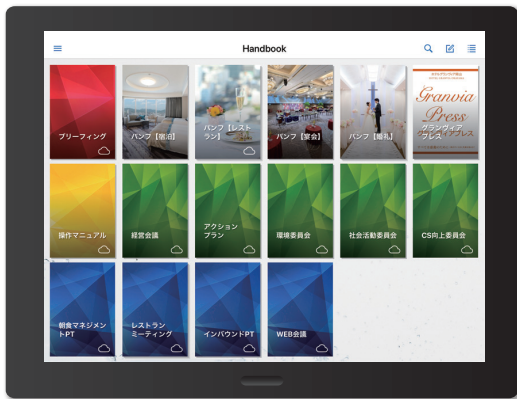 Handbook
ブリーフィング
パンフ【宿泊】
パンフ【レスト
ラン】
パンフ【宴会】
パンフ【婚礼】
Granvia
Press
グランヴィア
プレス
操作マニュアル
経営会議
アクション
プラン
環境委員会
社会活動委員会
CS向上委員会
朝食マネジメン
トPT
レストラン
ミーティング
インバウンドPT
WEB会議